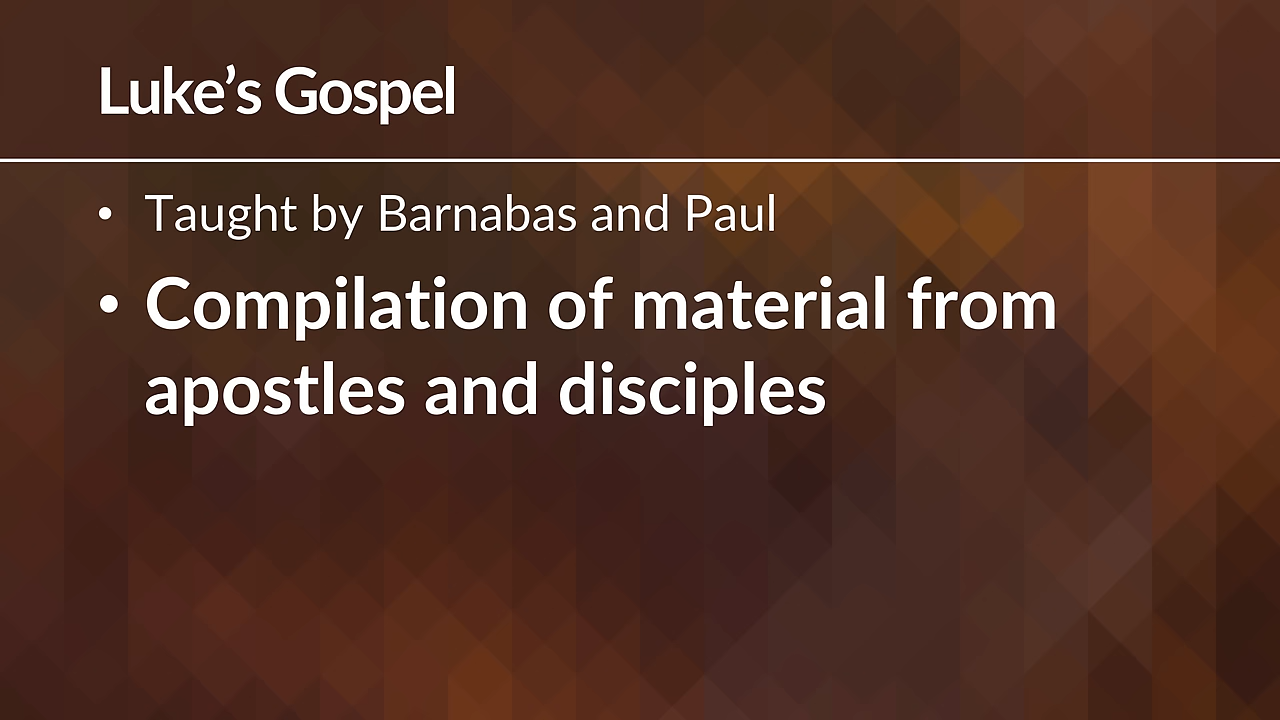 Luke’s Gospel
• Taught by Barnabas and Paul
• Compilation of material from
apostles and disciples